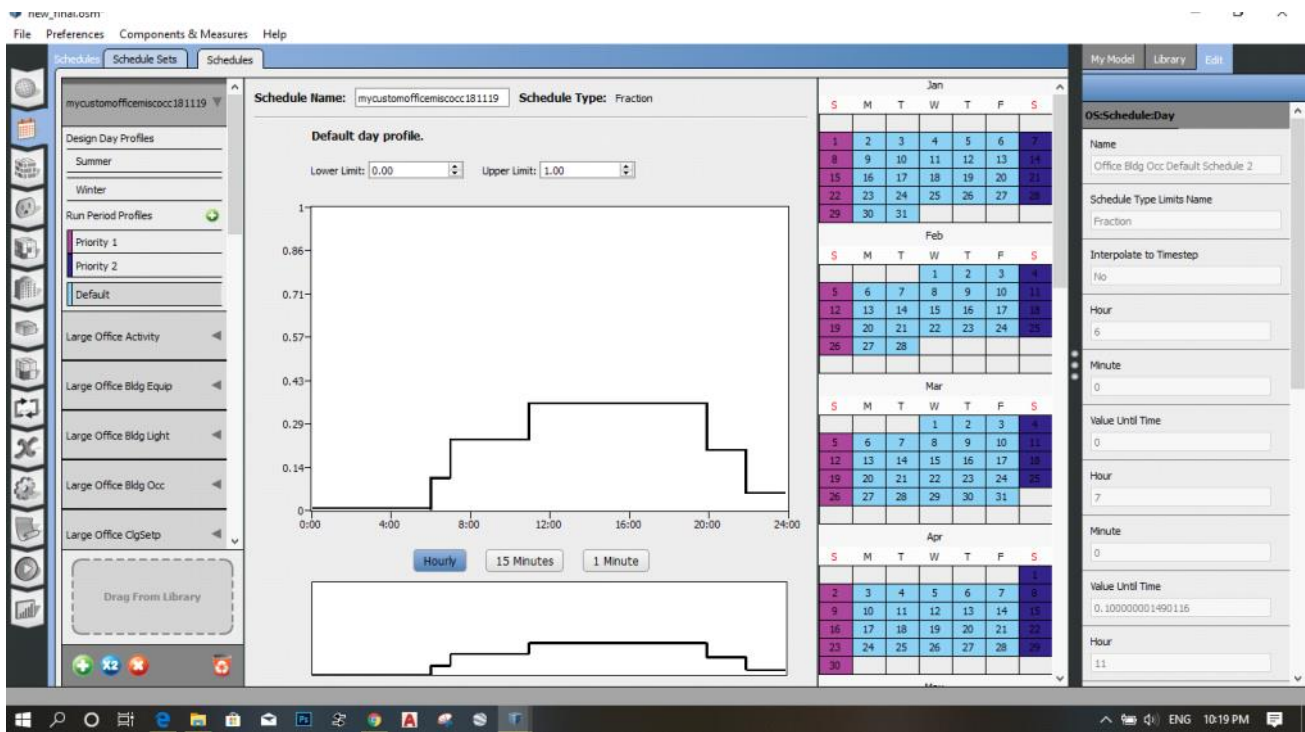 new_final.osm
File Preferences Components & Measures Help
Schedules Schedule Sets Schedules
My Model Library Edit
mycustomofficemiscocc181119
Design Day Profiles
Summer
Winter
Run Period Profiles
Priority 1
Priority 2
Default
Large Office Activity
Large Office Bldg Equip
Large Office Bldg Light
Large Office Bldg Occ
Large Office ClgSetp
Drag From Library
X2
Schedule Name: mycustomofficemiscocc181119 Schedule Type: Fraction
Default day profile.
Lower Limit: 0.00 Upper Limit: 1.00
1
0.86
0.71
0.57
0.43
0.29
0.14
0
0:00 4:00 8:00 12:00 16:00 20:00 24:00
Hourly 15 Minutes 1 Minute
Jan
S M T W T F S
1 2 3 4 5 6 7
8 9 10 11 12 13 14
15 16 17 18 19 20 21
22 23 24 25 26 27 28
29 30 31
Feb
S M T W T F S
1 2 3 4
5 6 7 8 9 10 11
12 13 14 15 16 17 18
19 20 21 22 23 24 25
26 27 28
Mar
S M T W T F S
1 2 3 4
5 6 7 8 9 10 11
12 13 14 15 16 17 18
19 20 21 22 23 24 25
26 27 28 29 30 31
Apr
S M T W T F S
1
2 3 4 5 6 7 8
9 10 11 12 13 14 15
16 17 18 19 20 21 22
23 24 25 26 27 28 29
30
OS:Schedule:Day
Name
Office Bldg Occ Default Schedule 2
Schedule Type Limits Name
Fraction
Interpolate to Timestep
No
Hour
6
Minute
0
Value Until Time
0
Hour
7
Minute
0
Value Until Time
0.100000001490116
Hour
11
Ps
ENG 10:19 PM